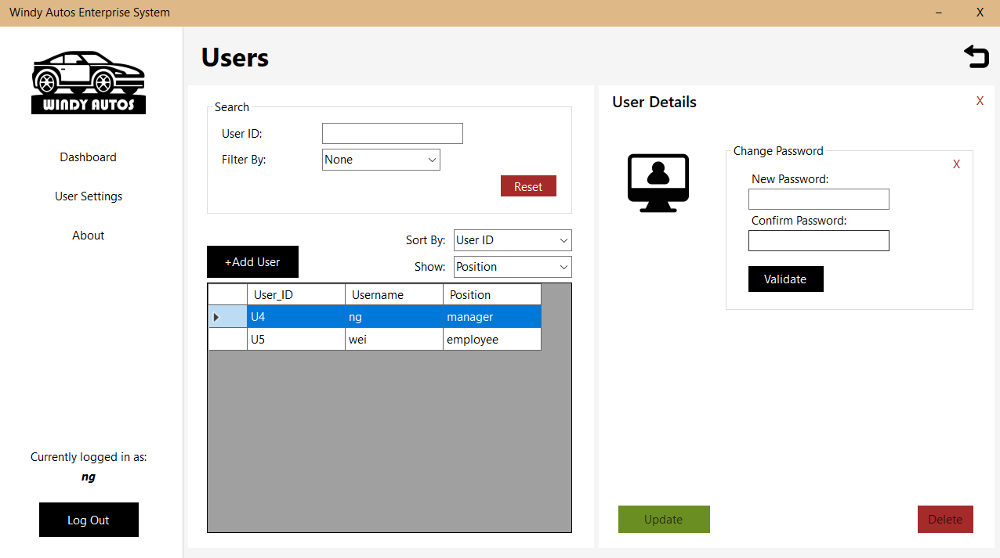 Windy Autos Enterprise System
– X
WINDY AUTOS
Dashboard
User Settings
About
Currently logged in as:
ng
Log Out
Users
Search
User ID:
Filter By: None
Reset
Sort By: User ID
+Add User
Show: Position
User_ID Username Position
U4 ng manager
U5 wei employee
User Details X
Change Password
X
New Password:
Confirm Password:
Validate
Update Delete